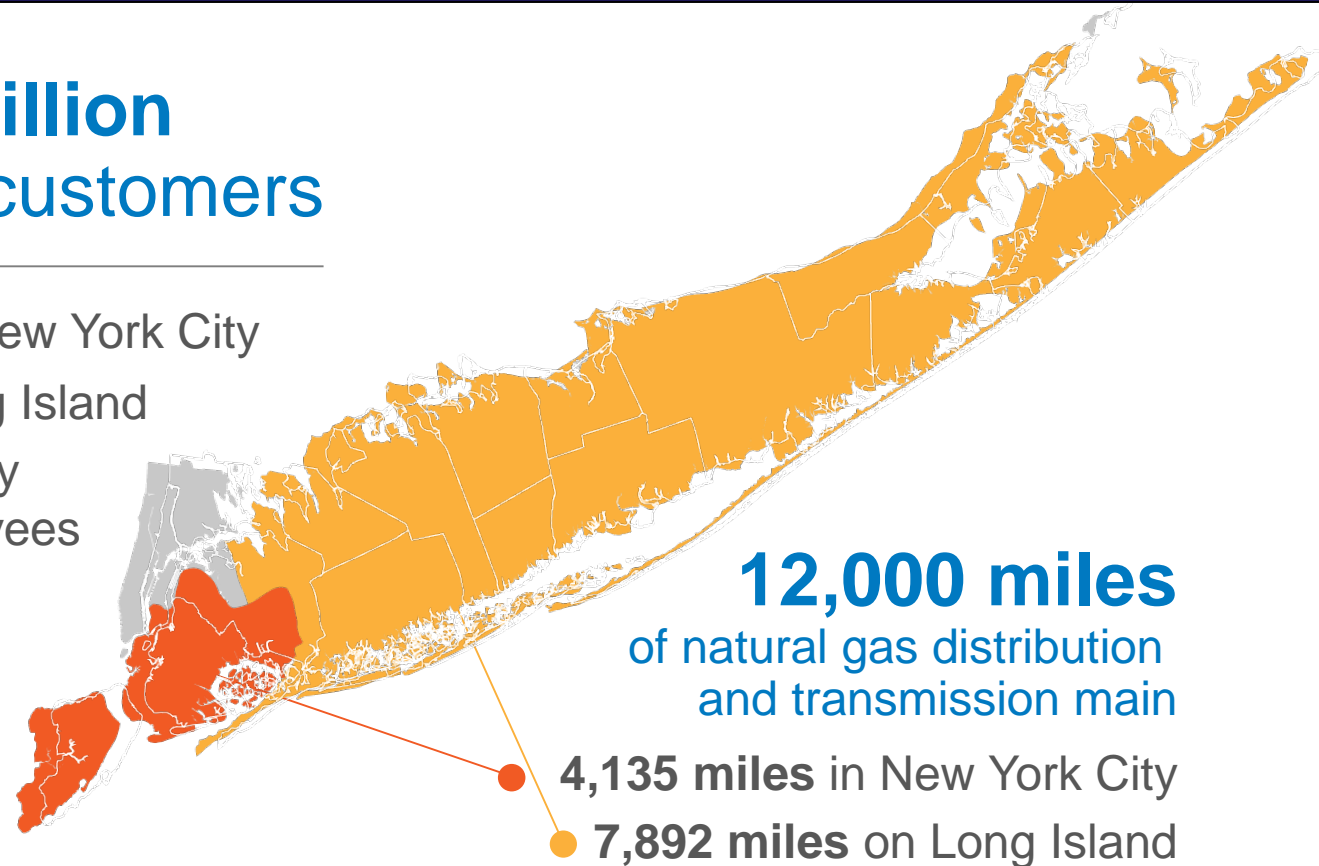 illion
customers
ew York City
g Island
y
yees
12,000 miles
of natural gas distribution
and transmission main
4,135 miles in New York City
7,892 miles on Long Island